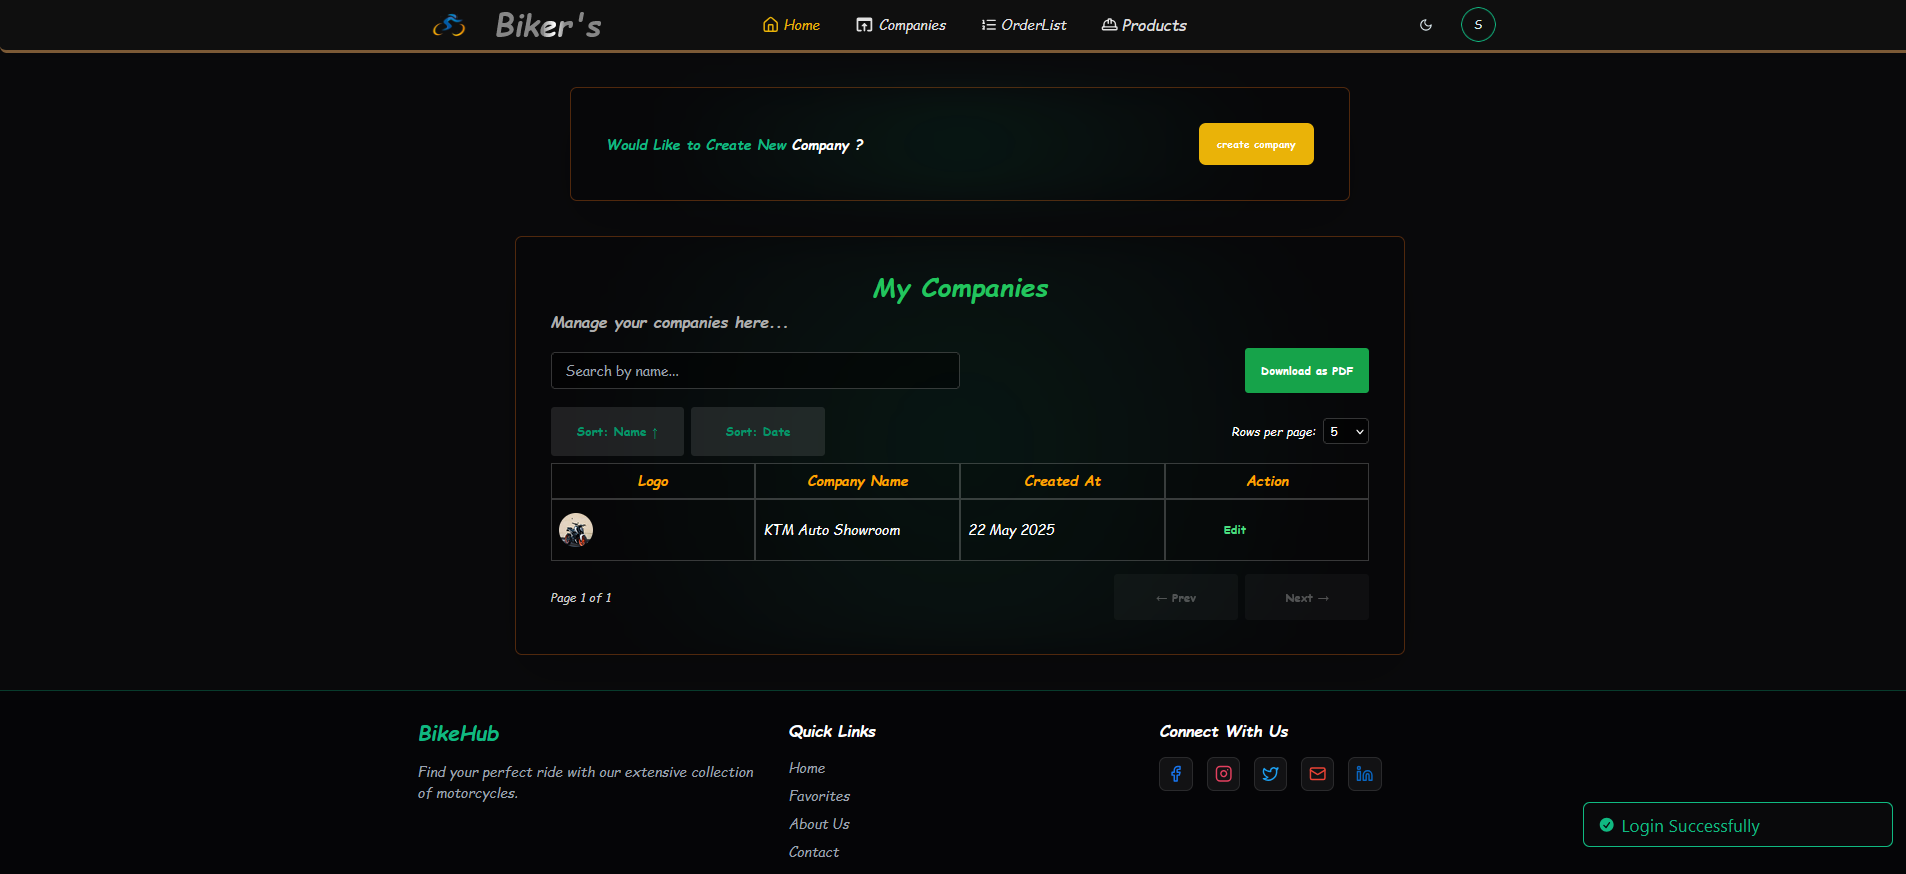 Biker's
Home
Companies
OrderList
Products
S
Would Like to Create New Company ?
create company
My Companies
Manage your companies here...
Search by name...
Download as PDF
Sort: Name ↑
Sort: Date
Rows per page: 5
Logo
Company Name
Created At
Action
KTM Auto Showroom
22 May 2025
Edit
Page 1 of 1
← Prev
Next →
BikeHub
Find your perfect ride with our extensive collection
of motorcycles.
Quick Links
Home
Favorites
About Us
Contact
Connect With Us
Login Successfully